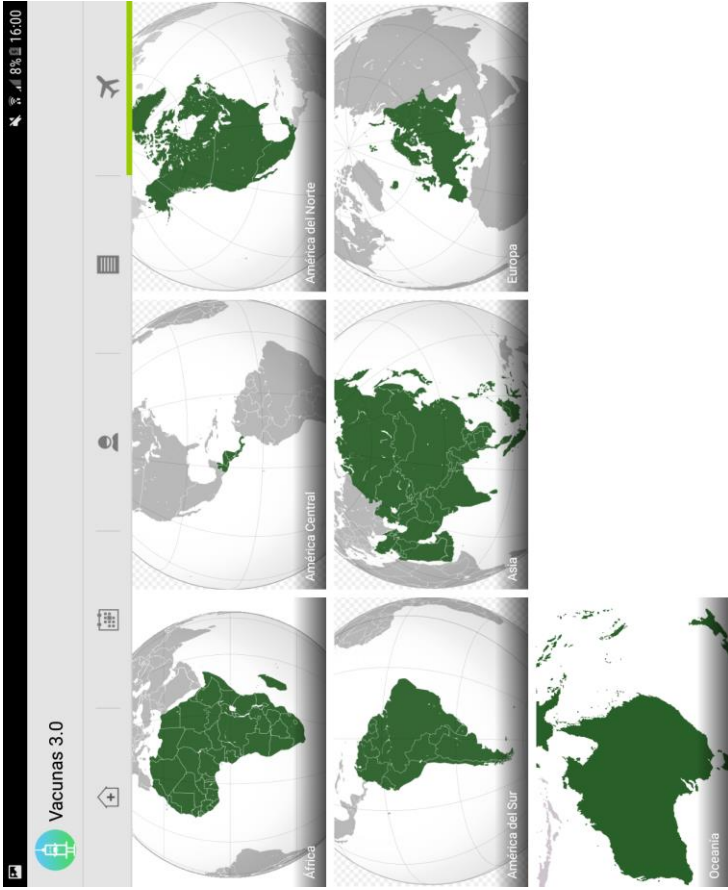 8% 16:00
Vacunas 3.0
África
América Central
América del Norte
América del Sur
Asia
Europa
Oceanía